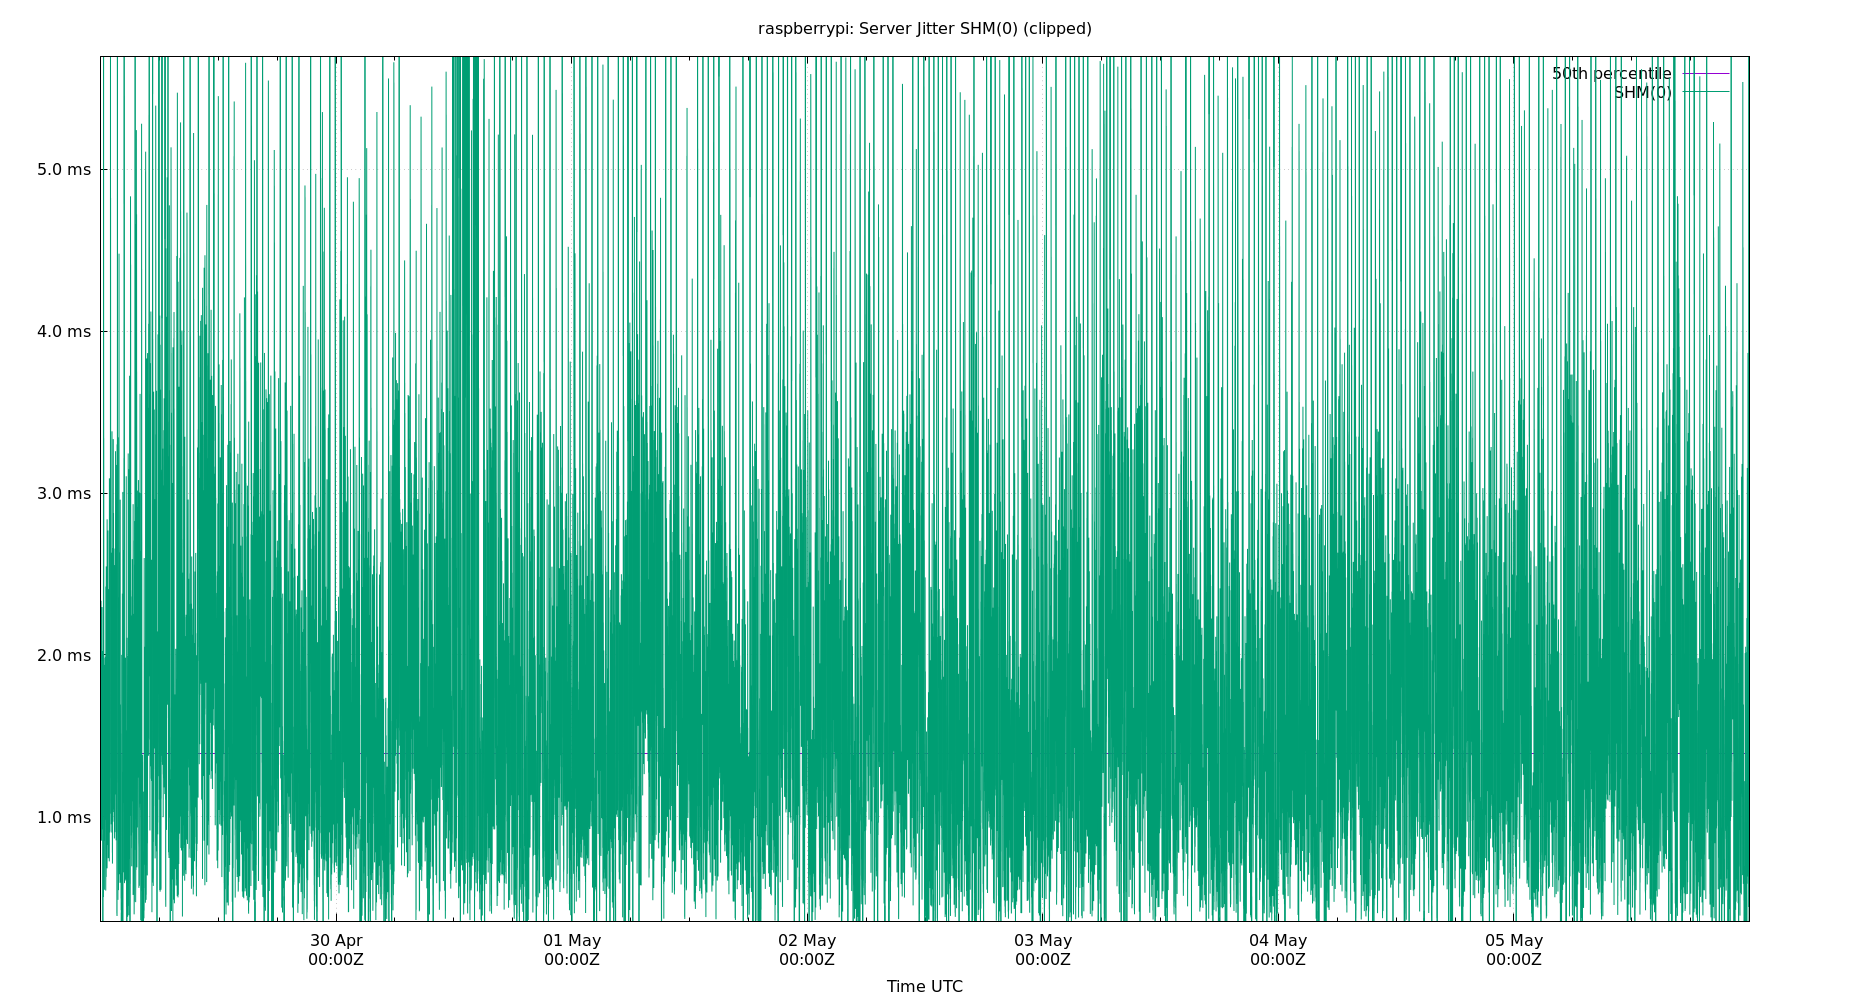 raspberrypi: Server Jitter SHM(0) (clipped)
50th percentile
SHM(0)
5.0 ms
4.0 ms
3.0 ms
2.0 ms
1.0 ms
30 Apr 01 May 02 May 03 May 04 May 05 May
00:00Z 00:00Z 00:00Z 00:00Z 00:00Z 00:00Z
Time UTC